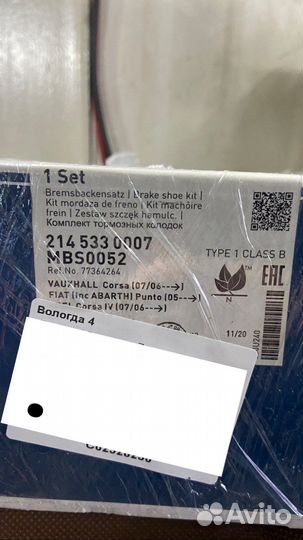 1 Set
Bremsbackensatz | Brake shoe kit |
Kit mordaza de freno | Kit machoire
frein | Zestaw szczęk hamulc. |
Комплект тормозных колодок
214 533 0007
MBS0052
TYPE 1 CLASS B
Ref.No. 77364264
VAUXHALL Corsa (07/06--->)
FIAT (inc ABARTH) Punto (05--->)
Corsa IV (07/06--->)
N
EAC
11/20
Вологда 4
Avito